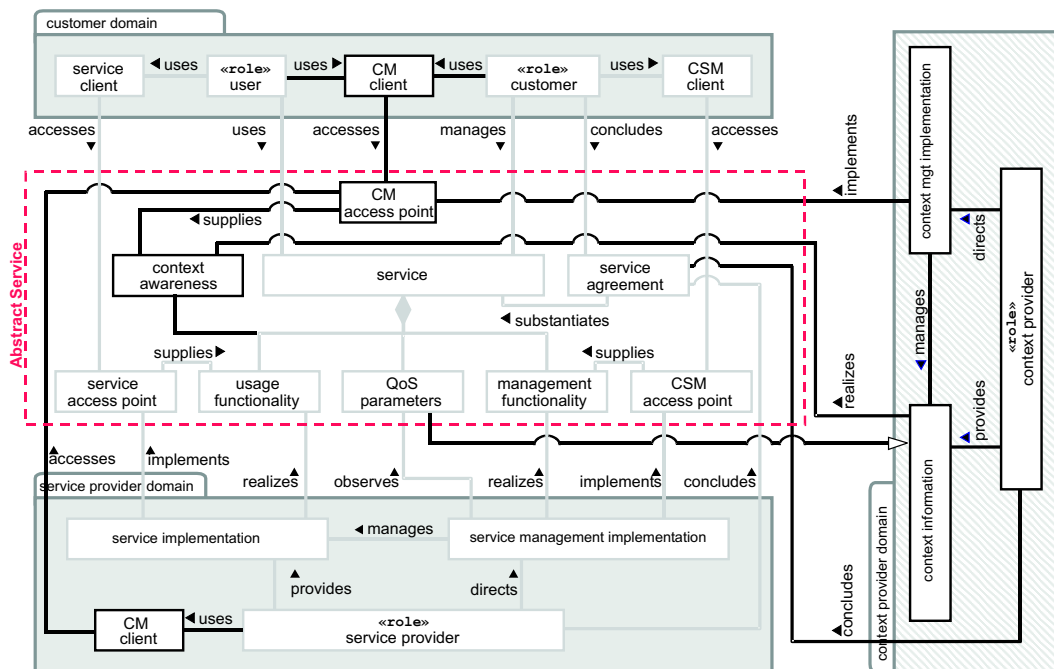 customer domain
service
client
uses
«role»
user
uses
CM
client
uses
«role»
customer
uses
CSM
client
accesses
uses
accesses
manages
concludes
accesses
implements
context mgt implementation
directs
«role»
context provider
Abstract Service
CM
access point
supplies
context
awareness
service
service
agreement
substantiates
manages
supplies
supplies
service
access point
usage
functionality
QoS
parameters
management
functionality
CSM
access point
realizes
provides
accesses
implements
realizes
observes
realizes
implements
concludes
service provider domain
context information
context provider domain
service implementation
manages
service management implementation
provides
directs
concludes
CM
client
uses
«role»
service provider